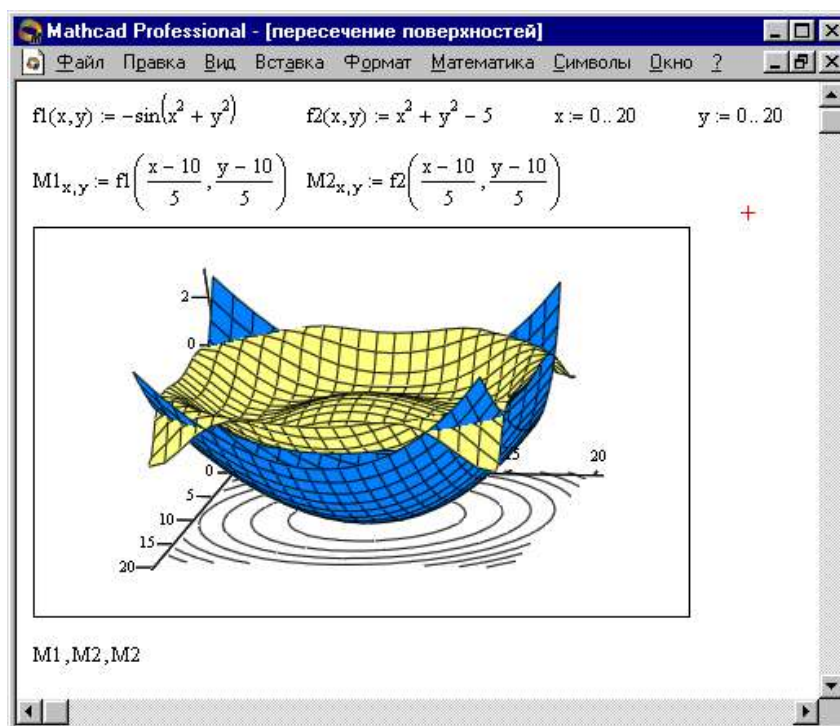 Mathcad Professional - [пересечение поверхностей]
Файл Правка Вид Вставка Формат Математика Символы Окно ?
f1(x,y) := -sin(x² + y²) f2(x,y) := x² + y² - 5 x := 0.. 20 y := 0.. 20
M1x,y := f1((x - 10)/5, (y - 10)/5) M2x,y := f2((x - 10)/5, (y - 10)/5)
2
0
15 20
0
5
10
15
20
M1,M2,M2